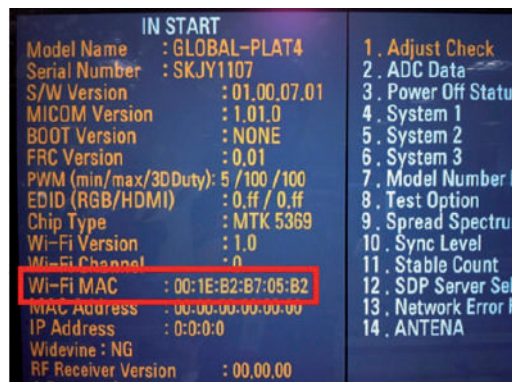 IN START
Model Name : GLOBAL-PLAT4
Serial Number : SKJY1107
S/W Version : 01.00.07.01
MICOM Version : 1.01.0
BOOT Version : NONE
FRC Version : 0.01
PWM (min/max/3DDuty): 5 /100 /100
EDID (RGB/HDMI) : 0.ff / 0.ff
Chip Type : MTK 5369
Wi-Fi Version : 1.0
Wi-Fi Channel : 0
Wi-Fi MAC : 00:1E:B2:B7:05:B2
MAC Address : 00:00:00:00:00:00
IP Address : 0:0:0:0
Widevine : NG
RF Receiver Version : 00,00,00
1 . Adjust Check
2 . ADC Data
3 . Power Off Statu
4 . System 1
5 . System 2
6 . System 3
7 . Model Number
8 . Test Option
9 . Spread Spectru
10 . Sync Level
11 . Stable Count
12 . SDP Server Sel
13 . Network Error
14 . ANTENA